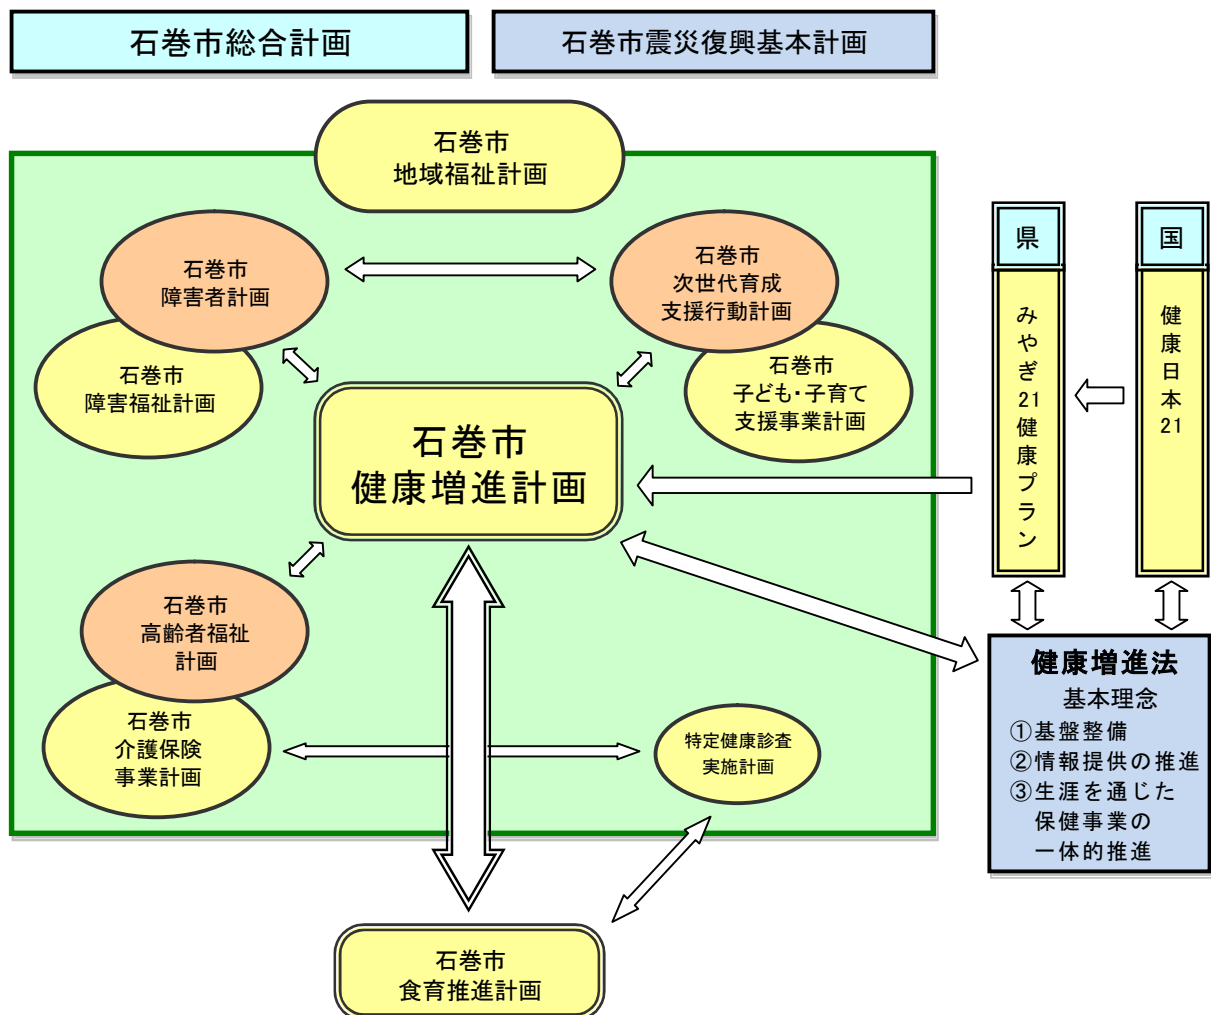 石巻市総合計画
石巻市震災復興基本計画
石巻市
地域福祉計画
石巻市
障害者計画
石巻市
障害福祉計画
石巻市
次世代育成
支援行動計画
石巻市
子ども・子育て
支援事業計画
石巻市
健康増進計画
石巻市
高齢者福祉
計画
石巻市
介護保険
事業計画
特定健康診査
実施計画
石巻市
食育推進計画
県
みやぎ21健康プラン
国
健康日本21
健康増進法
基本理念
①基盤整備
②情報提供の推進
③生涯を通じた
保健事業の
一体的推進